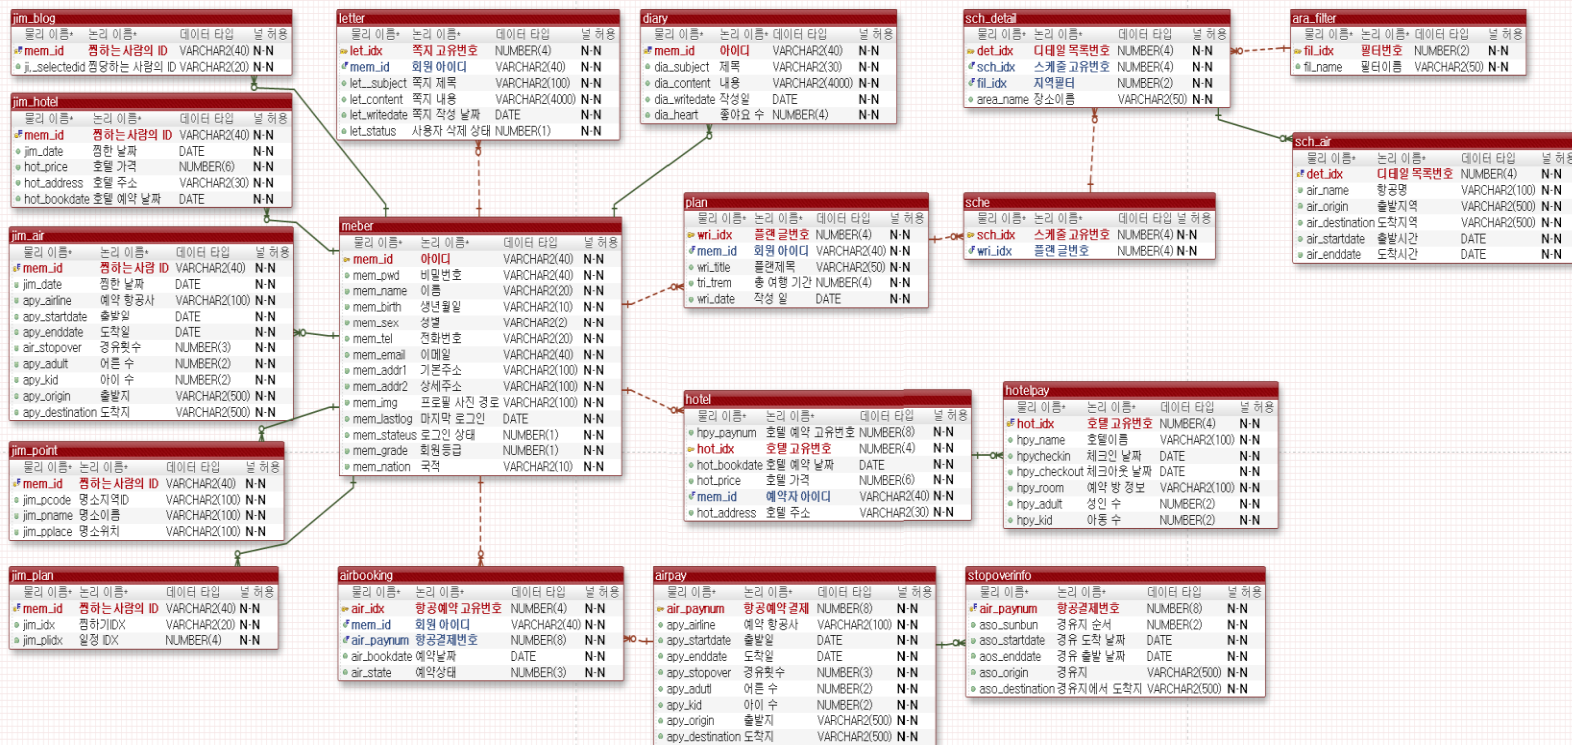 jim_blog
물리 이름* 논리 이름* 데이터 타입 널 허용
mem_id 찜하는사람의 ID VARCHAR2(40) N-N
ji.._selectedid 찜당하는 사람의 ID VARCHAR2(20) N-N
jim_hotel
물리 이름* 논리 이름* 데이터 타입 널 허용
mem_id 찜하는사람의 ID VARCHAR2(40) N-N
jim_date 찜한 날짜 DATE N-N
hot_price 호텔 가격 NUMBER(6) N-N
hot_address 호텔 주소 VARCHAR2(30) N-N
hot_bookdate 호텔 예약 날짜 DATE N-N
jim_air
물리 이름* 논리 이름* 데이터 타입 널 허용
mem_id 찜하는사람 ID VARCHAR2(40) N-N
jim_date 찜한 날짜 DATE N-N
apy_airline 예약 항공사 VARCHAR2(100) N-N
apy_startdate 출발일 DATE N-N
apy_enddate 도착일 DATE N-N
air_stopover 경유횟수 NUMBER(3) N-N
apy_adult 어른 수 NUMBER(2) N-N
apy_kid 아이 수 NUMBER(2) N-N
apy_origin 출발지 VARCHAR2(500) N-N
apy_destination 도착지 VARCHAR2(500) N-N
jim_point
물리 이름* 논리 이름* 데이터 타입 널 허용
mem_id 찜하는사람의 ID VARCHAR2(40) N-N
jim_pcode 명소지역ID VARCHAR2(100) N-N
jim_pname 명소이름 VARCHAR2(100) N-N
jim_pplace 명소위치 VARCHAR2(100) N-N
jim_plan
물리 이름* 논리 이름* 데이터 타입 널 허용
mem_id 찜하는사람의 ID VARCHAR2(40) N-N
jim_idx 찜하기IDX VARCHAR2(20) N-N
jim_plidx 일정 IDX NUMBER(4) N-N
letter
물리 이름* 논리 이름* 데이터 타입 널 허용
let_idx 쪽지 고유번호 NUMBER(4) N-N
mem_id 회원 아이디 VARCHAR2(40) N-N
let__subject 쪽지 제목 VARCHAR2(100) N-N
let_content 쪽지 내용 VARCHAR2(4000) N-N
let_writedate 쪽지 작성 날짜 DATE N-N
let_status 사용자 삭제 상태 NUMBER(1) N-N
meber
물리 이름* 논리 이름* 데이터 타입 널 허용
mem_id 아이디 VARCHAR2(40) N-N
mem_pwd 비밀번호 VARCHAR2(40) N-N
mem_name 이름 VARCHAR2(20) N-N
mem_birth 생년월일 VARCHAR2(10) N-N
mem_sex 성별 VARCHAR2(2) N-N
mem_tel 전화번호 VARCHAR2(20) N-N
mem_email 이메일 VARCHAR2(40) N-N
mem_addr1 기본주소 VARCHAR2(100) N-N
mem_addr2 상세주소 VARCHAR2(100) N-N
mem_img 프로필 사진 경로 VARCHAR2(100) N-N
mem_lastlog 마지막 로그인 DATE N-N
mem_stateus 로그인 상태 NUMBER(1) N-N
mem_grade 회원등급 NUMBER(1) N-N
mem_nation 국적 VARCHAR2(10) N-N
airbooking
물리 이름* 논리 이름* 데이터 타입 널 허용
air_idx 항공예약 고유번호 NUMBER(4) N-N
mem_id 회원 아이디 VARCHAR2(40) N-N
air_paynum 항공결제번호 NUMBER(8) N-N
air_bookdate 예약날짜 DATE N-N
air_state 예약상태 NUMBER(3) N-N
diary
물리 이름* 논리 이름* 데이터 타입 널 허용
mem_id 아이디 VARCHAR2(40) N-N
dia_subject 제목 VARCHAR2(30) N-N
dia_content 내용 VARCHAR2(4000) N-N
dia_writedate 작성일 DATE N-N
dia_heart 좋아요 수 NUMBER(4) N-N
plan
물리 이름* 논리 이름* 데이터 타입 널 허용
wri_idx 플랜 글번호 NUMBER(4) N-N
mem_id 회원 아이디 VARCHAR2(40) N-N
wri_title 플랜제목 VARCHAR2(50) N-N
tri_trem 총 여행 기간 NUMBER(4) N-N
wri_date 작성 일 DATE N-N
hotel
물리 이름* 논리 이름* 데이터 타입 널 허용
hpy_paynum 호텔 예약 고유번호 NUMBER(8) N-N
hot_idx 호텔 고유번호 NUMBER(4) N-N
hot_bookdate 호텔 예약 날짜 DATE N-N
hot_price 호텔 가격 NUMBER(6) N-N
mem_id 예약자 아이디 VARCHAR2(40) N-N
hot_address 호텔 주소 VARCHAR2(30) N-N
airpay
물리 이름* 논리 이름* 데이터 타입 널 허용
air_paynum 항공예약결제 NUMBER(8) N-N
apy_airline 예약 항공사 VARCHAR2(100) N-N
apy_startdate 출발일 DATE N-N
apy_enddate 도착일 DATE N-N
apy_stopover 경유횟수 NUMBER(3) N-N
apy_adutl 어른 수 NUMBER(2) N-N
apy_kid 아이 수 NUMBER(2) N-N
apy_origin 출발지 VARCHAR2(500) N-N
apy_destination 도착지 VARCHAR2(500) N-N
sch_detail
물리 이름* 논리 이름* 데이터 타입 널 허용
det_idx 디테일 목록번호 NUMBER(4) N-N
sch_idx 스케줄 고유번호 NUMBER(4) N-N
fil_idx 지역필터 NUMBER(2) N-N
area_name 장소이름 VARCHAR2(50) N-N
sche
물리 이름* 논리 이름* 데이터 타입 널 허용
sch_idx 스케줄 고유번호 NUMBER(4) N-N
wri_idx 플랜 글번호 NUMBER(4) N-N
hotelpay
물리 이름* 논리 이름* 데이터 타입 널 허용
hot_idx 호텔 고유번호 NUMBER(4) N-N
hpy_name 호텔이름 VARCHAR2(100) N-N
hpycheckin 체크인 날짜 DATE N-N
hpy_checkout 체크아웃 날짜 DATE N-N
hpy_room 예약 방 정보 VARCHAR2(100) N-N
hpy_adult 성인 수 NUMBER(2) N-N
hpy_kid 아동 수 NUMBER(2) N-N
stopoverinfo
물리 이름* 논리 이름* 데이터 타입 널 허용
air_paynum 항공결제번호 NUMBER(8) N-N
aso_sunbun 경유지 순서 NUMBER(2) N-N
aso_startdate 경유 도착 날짜 DATE N-N
aos_enddate 경유 출발 날짜 DATE N-N
aso_origin 경유지 VARCHAR2(500) N-N
aso_destination 경유지에서 도착지 VARCHAR2(500) N-N
ara_filter
물리 이름* 논리 이름* 데이터 타입 널 허용
fil_idx 필터번호 NUMBER(2) N-N
fil_name 필터이름 VARCHAR2(50) N-N
sch_air
물리 이름* 논리 이름* 데이터 타입 널 허용
det_idx 디테일 목록번호 NUMBER(4) N-N
air_name 항공명 VARCHAR2(100) N-N
air_origin 출발지역 VARCHAR2(500) N-N
air_destination 도착지역 VARCHAR2(500) N-N
air_startdate 출발시간 DATE N-N
air_enddate 도착시간 DATE N-N